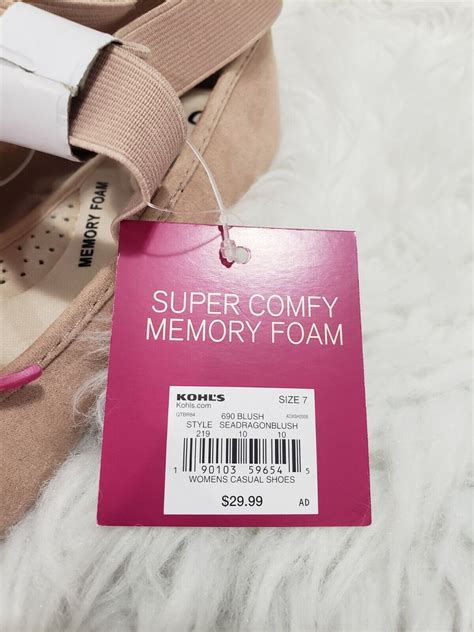 MEMORY FOAM
SUPER COMFY
MEMORY FOAM
KOHL'S
SIZE 7
Kohls.com
QTBR84
690 BLUSH
STYLE SEADRAGONBLUSH
219 10 10
1 90103 59654 5
WOMENS CASUAL SHOES
$29.99 AD